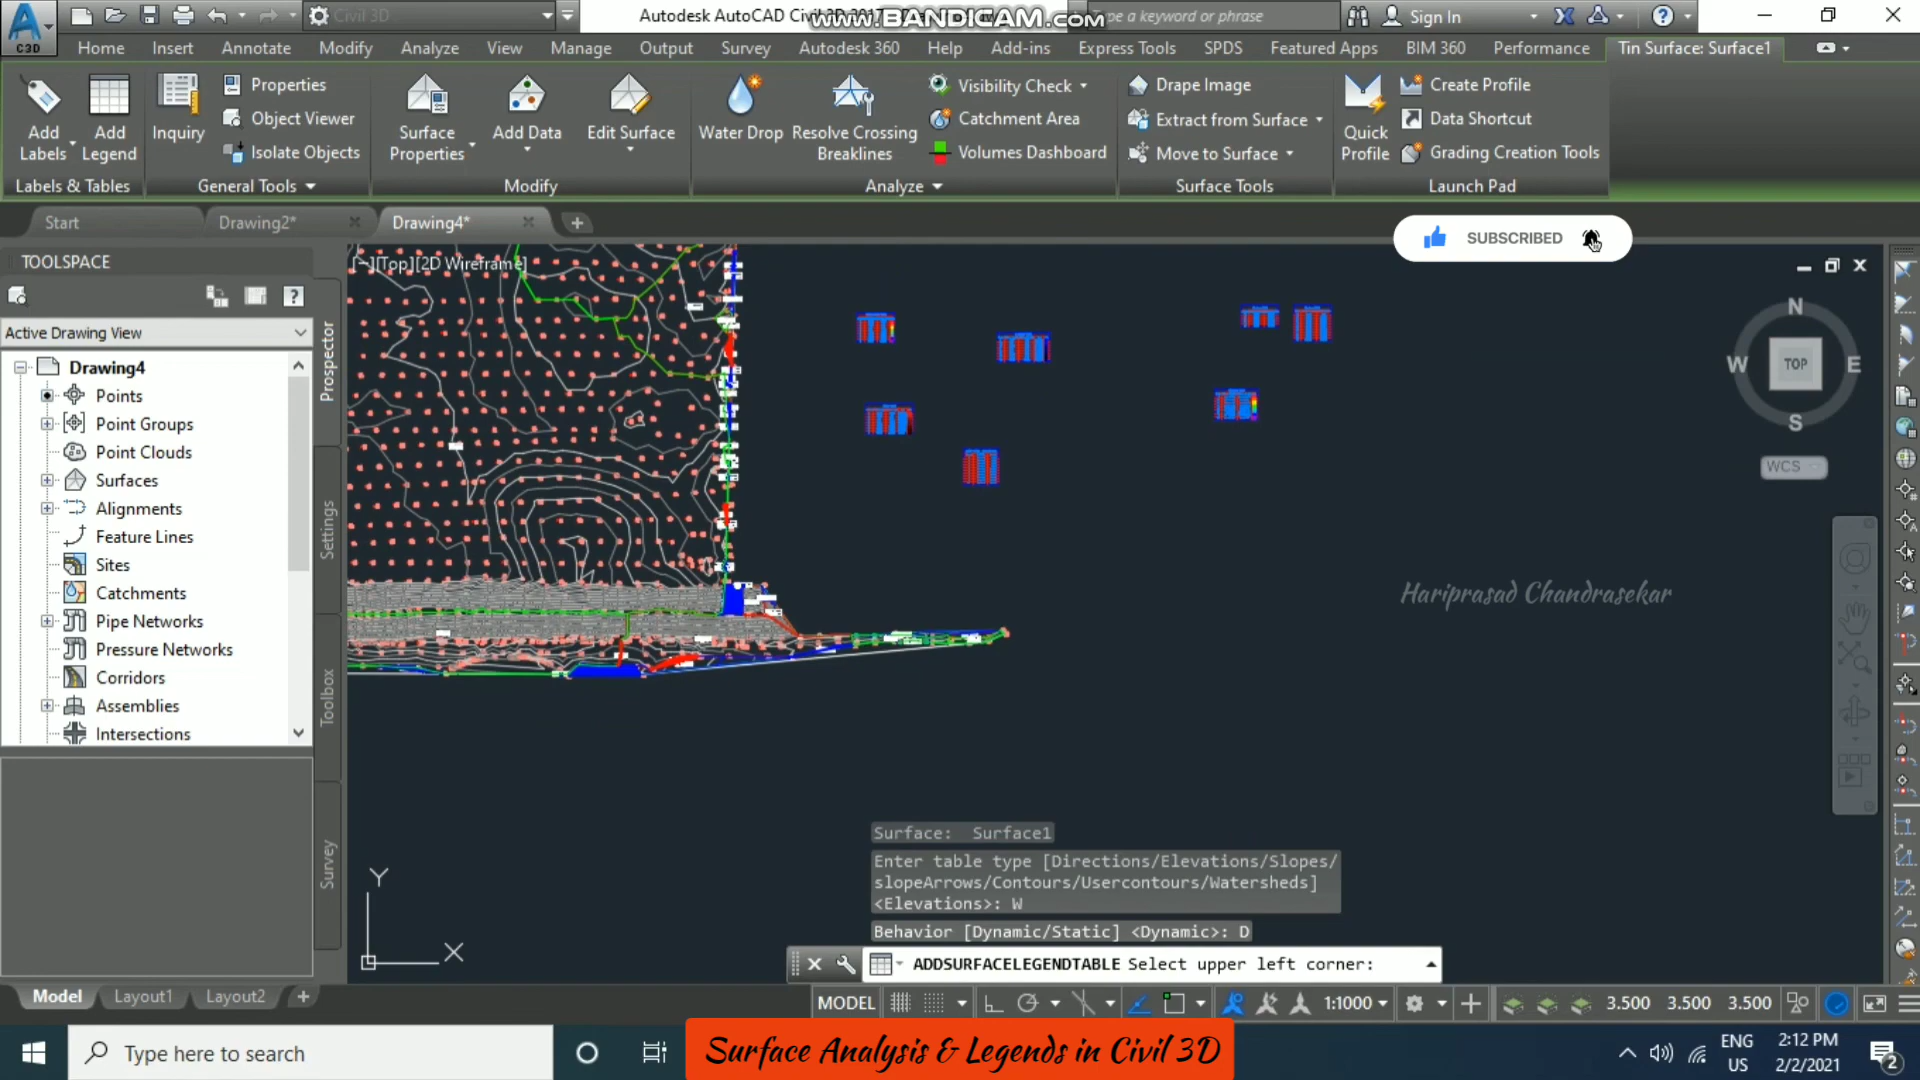 Civil 3D
Autodesk AutoCAD Civil 3D 2017
www.BANDICAM.com
Type a keyword or phrase
Sign In
C3D
Home Insert Annotate Modify Analyze View Manage Output Survey Autodesk 360 Help Add-ins Express Tools SPDS Featured Apps BIM 360 Performance Tin Surface: Surface1
Add Labels
Add Legend
Labels & Tables
Inquiry
Properties
Object Viewer
Isolate Objects
General Tools
Surface Properties
Add Data
Edit Surface
Modify
Water Drop
Resolve Crossing Breaklines
Visibility Check
Catchment Area
Volumes Dashboard
Analyze
Drape Image
Extract from Surface
Move to Surface
Surface Tools
Quick Profile
Create Profile
Data Shortcut
Grading Creation Tools
Launch Pad
Start Drawing2* Drawing4*
SUBSCRIBED
TOOLSPACE
Active Drawing View
Drawing4
Points
Point Groups
Point Clouds
Surfaces
Alignments
Feature Lines
Sites
Catchments
Pipe Networks
Pressure Networks
Corridors
Assemblies
Intersections
Prospector
Settings
Toolbox
Survey
[−][Top][2D Wireframe]
N
W TOP E
S
WCS
Hariprasad Chandrasekar
Y
X
Surface: Surface1
Enter table type [Directions/Elevations/Slopes/
slopeArrows/Contours/Usercontours/Watersheds]
<Elevations>: W
Behavior [Dynamic/Static] <Dynamic>: D
ADDSURFACELEGENDTABLE Select upper left corner:
Model Layout1 Layout2
MODEL 1:1000 3.500 3.500 3.500
Type here to search
Surface Analysis & Legends in Civil 3D
ENG
US
2:12 PM
2/2/2021
2